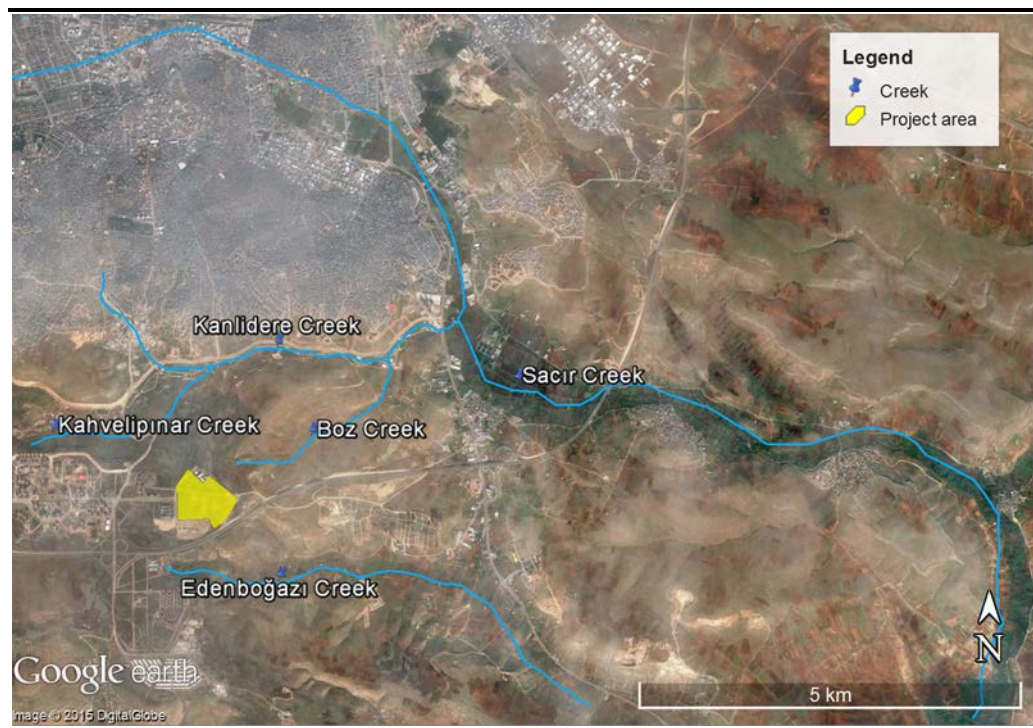 Legend
Creek
Project area
Kanlidere Creek
Sacır Creek
Kahvelipınar Creek
Boz Creek
Edenboğazı Creek
N
Google earth
Image © 2015 DigitalGlobe
5 km